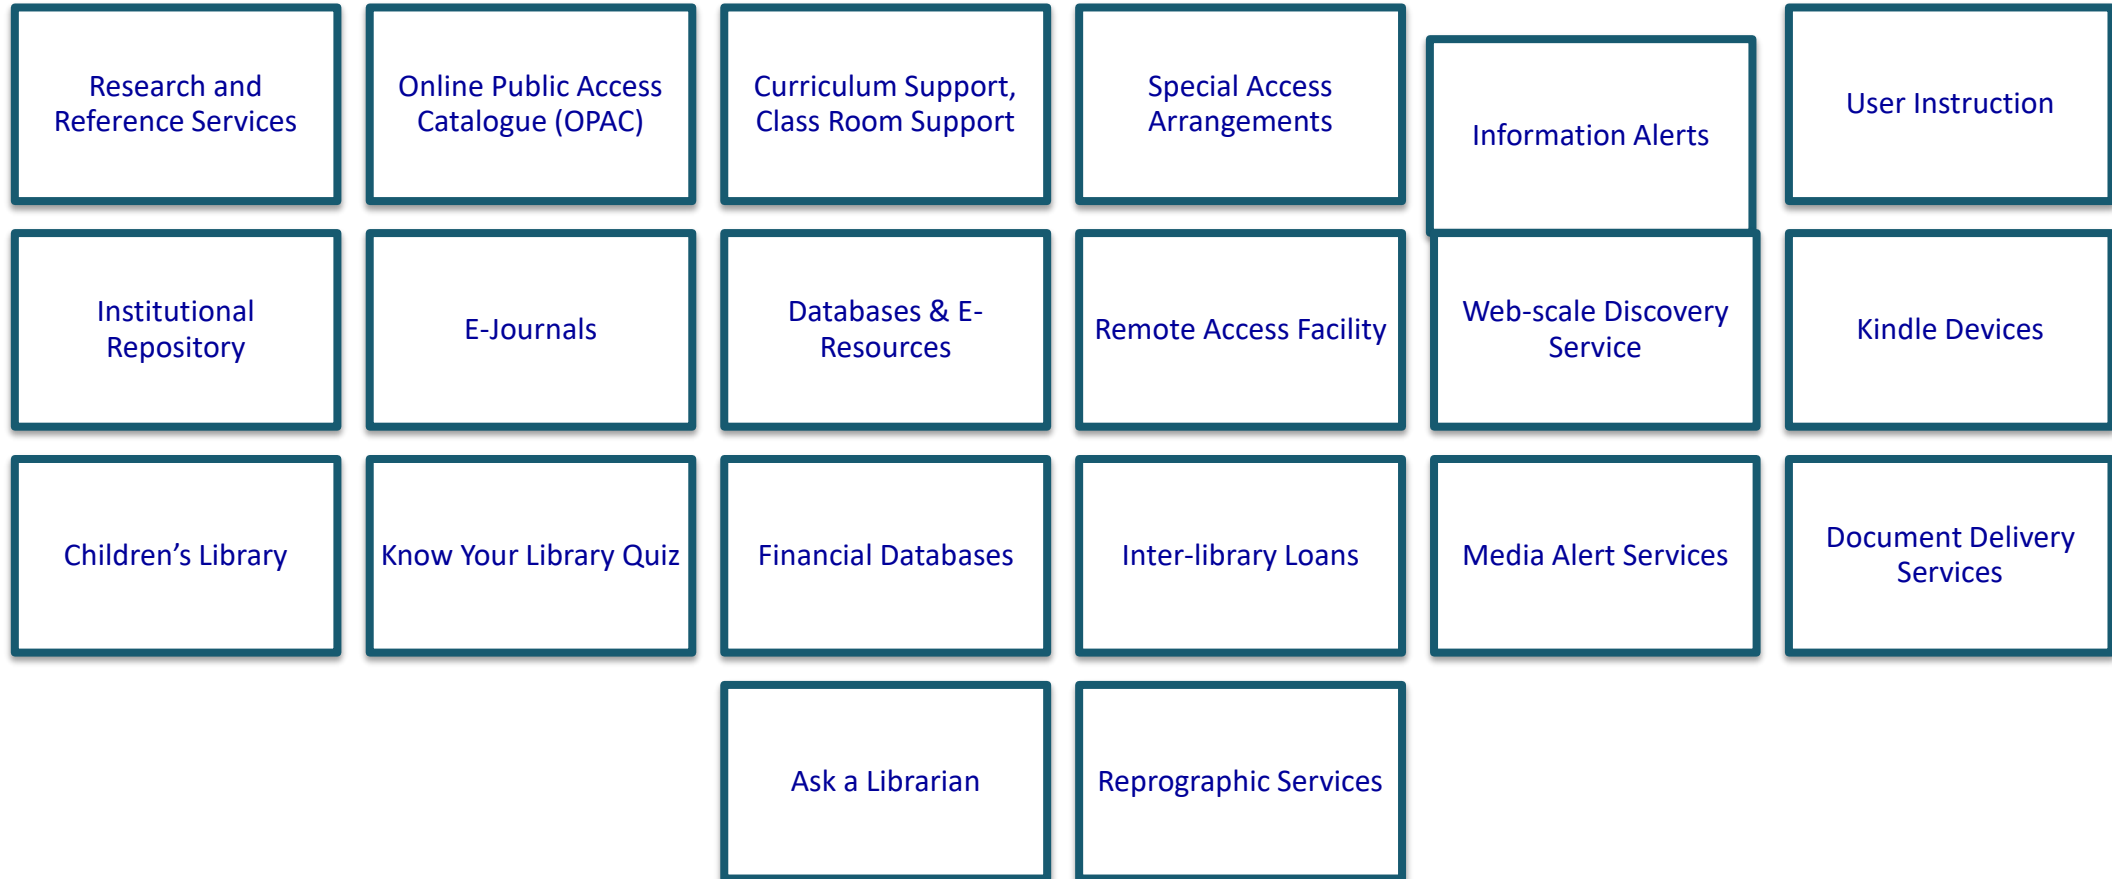 Research and
Reference Services
Online Public Access
Catalogue (OPAC)
Curriculum Support,
Class Room Support
Special Access
Arrangements
Information Alerts
User Instruction
Institutional
Repository
E-Journals
Databases & E-
Resources
Remote Access Facility
Web-scale Discovery
Service
Kindle Devices
Children’s Library
Know Your Library Quiz
Financial Databases
Inter-library Loans
Media Alert Services
Document Delivery
Services
Ask a Librarian
Reprographic Services